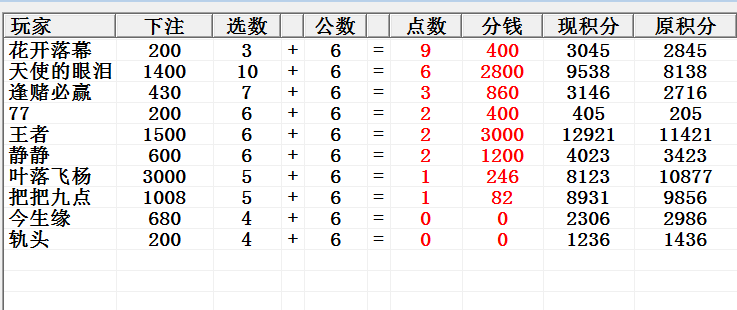 玩家 下注 选数 公数 点数 分钱 现积分 原积分
花开落幕 200 3 + 6 = 9 400 3045 2845
天使的眼泪 1400 10 + 6 = 6 2800 9538 8138
逢赌必赢 430 7 + 6 = 3 860 3146 2716
77 200 6 + 6 = 2 400 405 205
王者 1500 6 + 6 = 2 3000 12921 11421
静静 600 6 + 6 = 2 1200 4023 3423
叶落飞杨 3000 5 + 6 = 1 246 8123 10877
把把九点 1008 5 + 6 = 1 82 8931 9856
今生缘 680 4 + 6 = 0 0 2306 2986
轨头 200 4 + 6 = 0 0 1236 1436